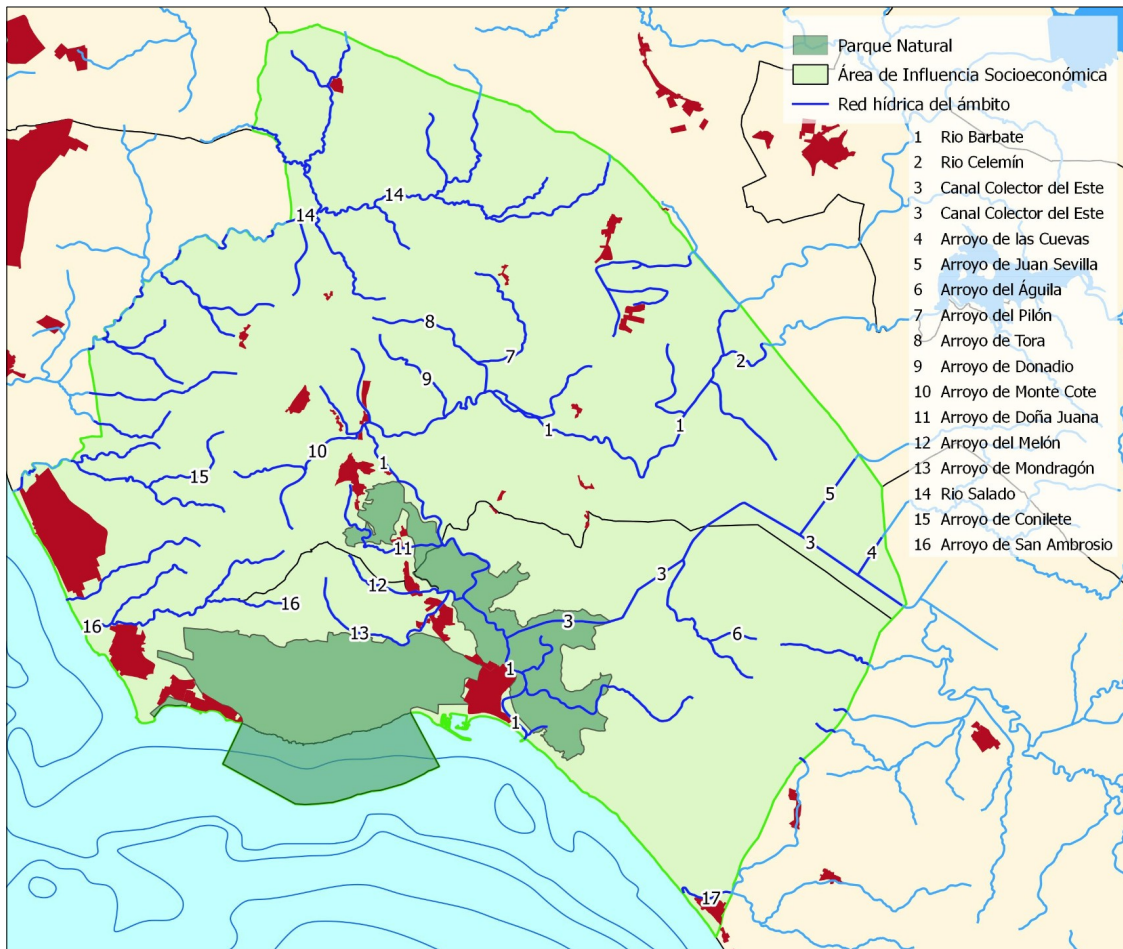 Parque Natural
Área de Influencia Socioeconómica
Red hídrica del ámbito
1 Rio Barbate
2 Rio Celemín
3 Canal Colector del Este
3 Canal Colector del Este
4 Arroyo de las Cuevas
5 Arroyo de Juan Sevilla
6 Arroyo del Águila
7 Arroyo del Pilón
8 Arroyo de Tora
9 Arroyo de Donadio
10 Arroyo de Monte Cote
11 Arroyo de Doña Juana
12 Arroyo del Melón
13 Arroyo de Mondragón
14 Rio Salado
15 Arroyo de Conilete
16 Arroyo de San Ambrosio
14
14
8
7
2
9
1
1
10
1
15
5
3
4
11
3
12
16
16
13
3
6
1
1
17